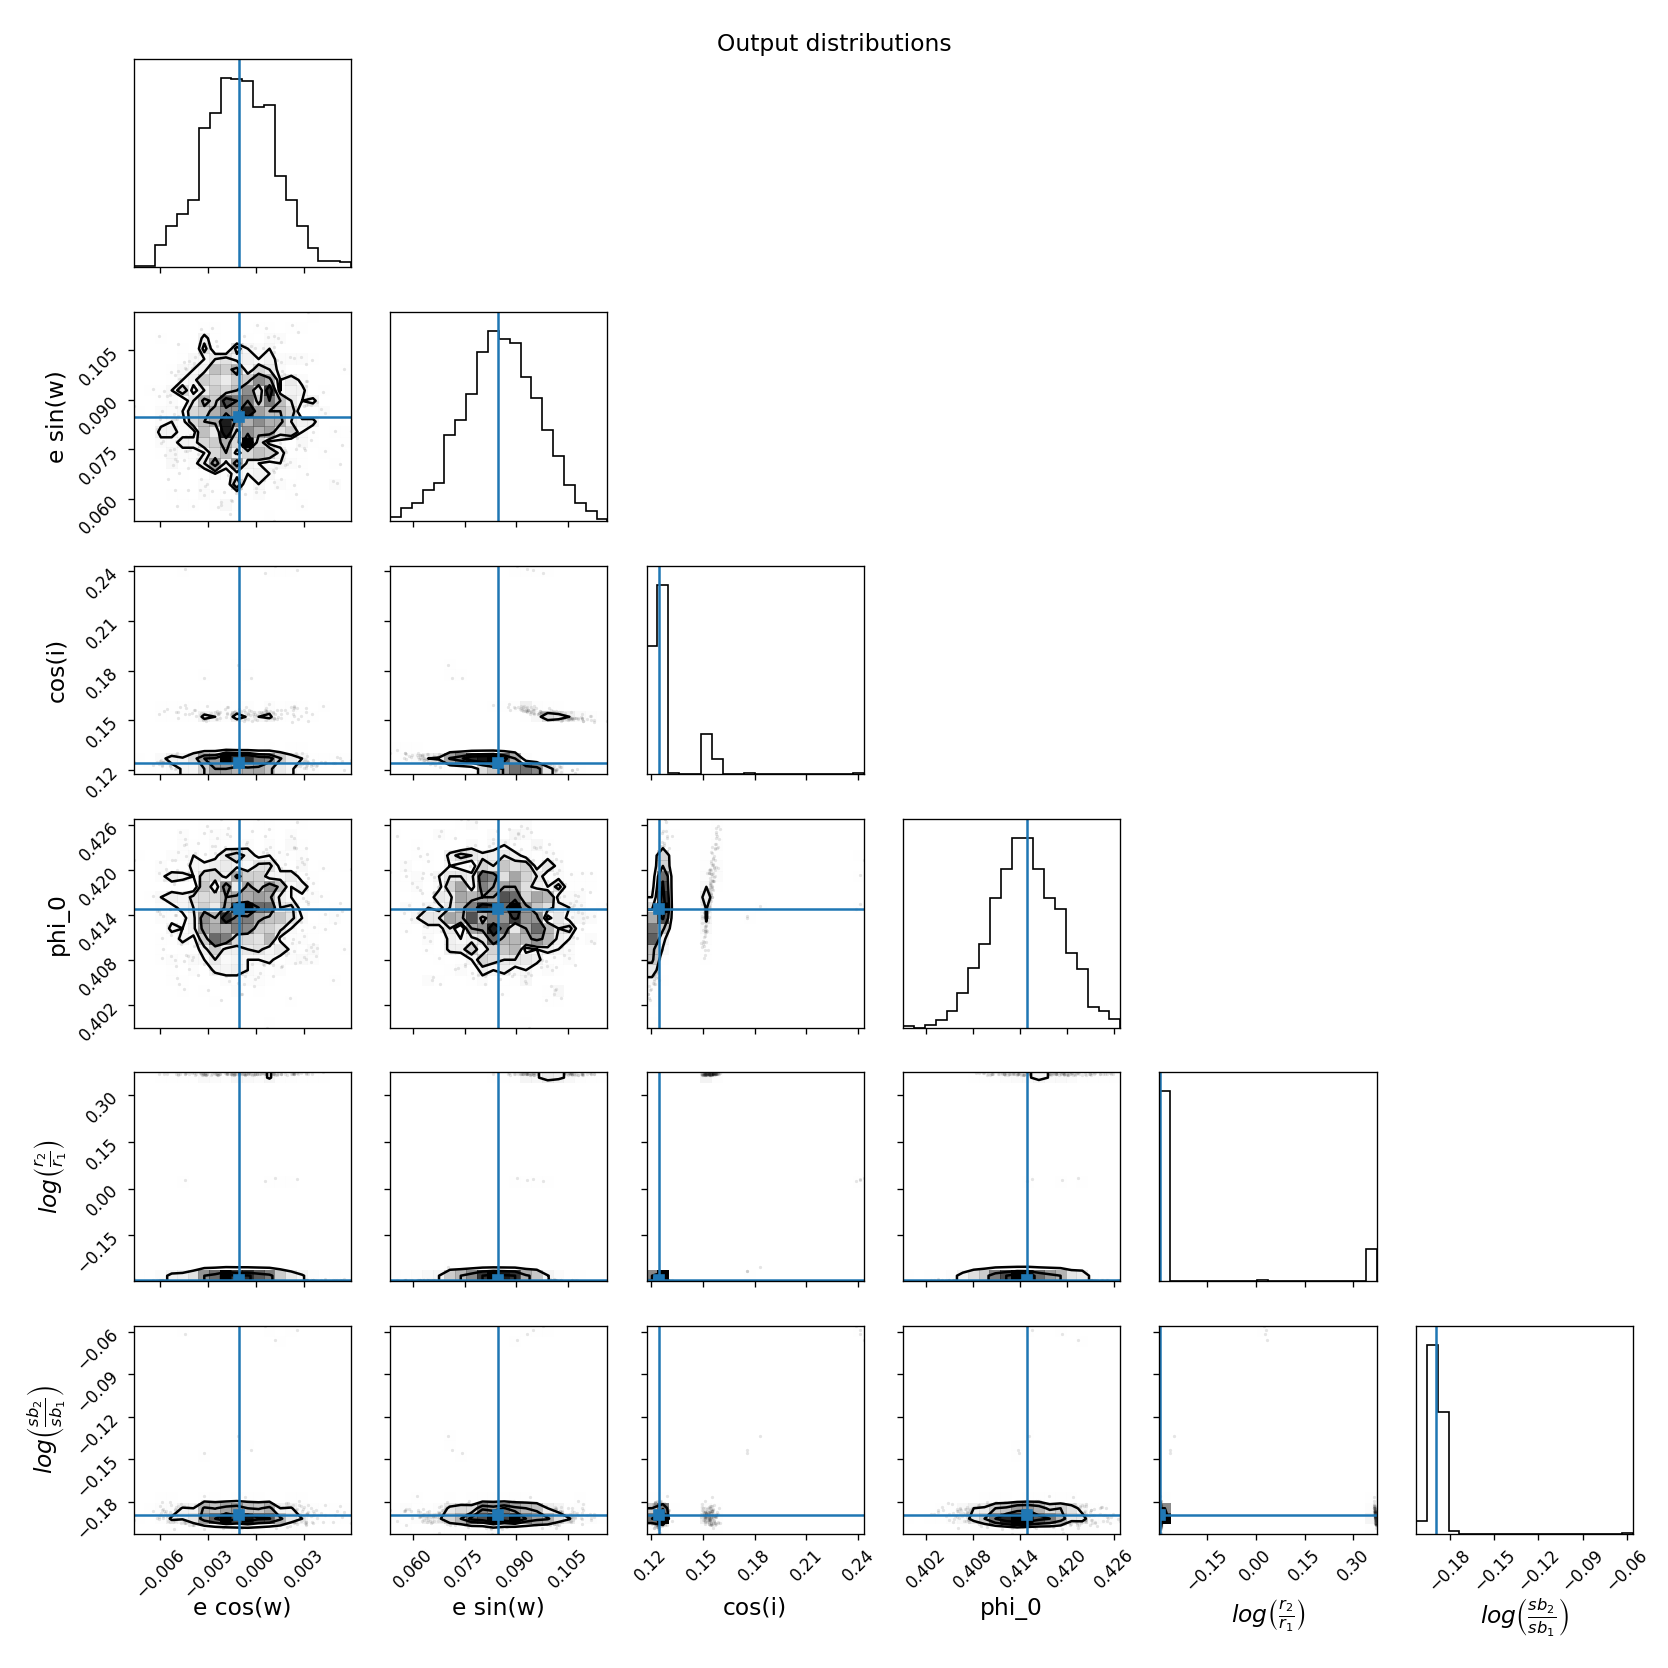 Output distributions
e sin(w)
0.105
0.090
0.075
0.060
cos(i)
0.24
0.21
0.18
0.15
0.12
phi_0
0.426
0.420
0.414
0.408
0.402
log(r₂/r₁)
0.30
0.15
0.00
−0.15
log(sb₂/sb₁)
−0.06
−0.09
−0.12
−0.15
−0.18
−0.006 −0.003 0.000 0.003
0.060 0.075 0.090 0.105
0.12 0.15 0.18 0.21 0.24
0.402 0.408 0.414 0.420 0.426
−0.15 0.00 0.15 0.30
−0.18 −0.15 −0.12 −0.09 −0.06
e cos(w)
e sin(w)
cos(i)
phi_0
log(r₂/r₁)
log(sb₂/sb₁)